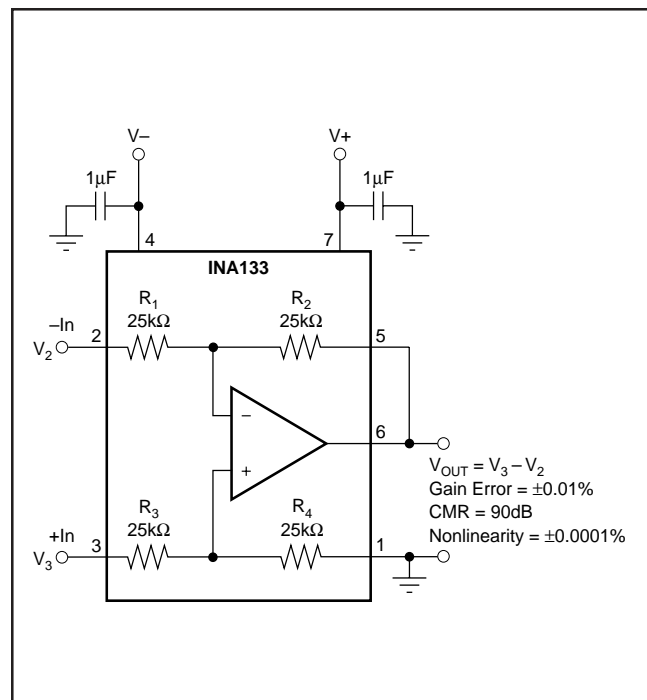 V–
V+
1µF
1µF
4
7
INA133
R1
25kΩ
R2
25kΩ
–In
2
5
V2
–
6
+
VOUT = V3 – V2
Gain Error = ±0.01%
CMR = 90dB
Nonlinearity = ±0.0001%
R3
25kΩ
R4
25kΩ
+In
3
1
V3